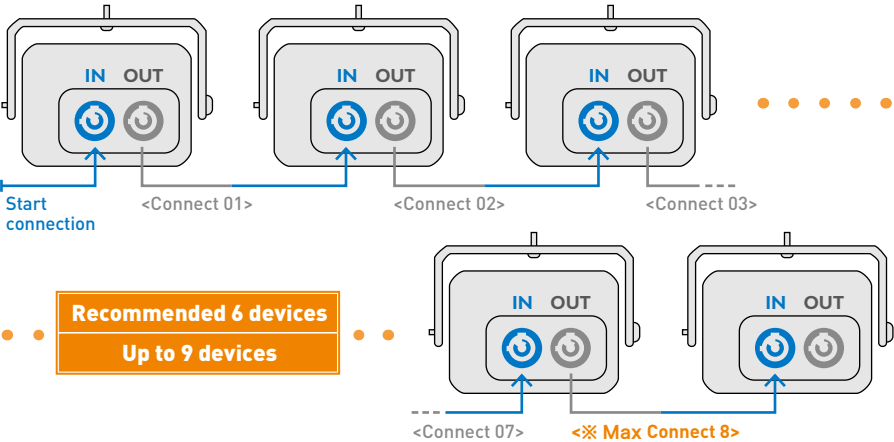 IN OUT
IN OUT
IN OUT
Start
connection
<Connect 01>
<Connect 02>
<Connect 03>
Recommended 6 devices
Up to 9 devices
IN OUT
IN OUT
<Connect 07>
<※ Max Connect 8>